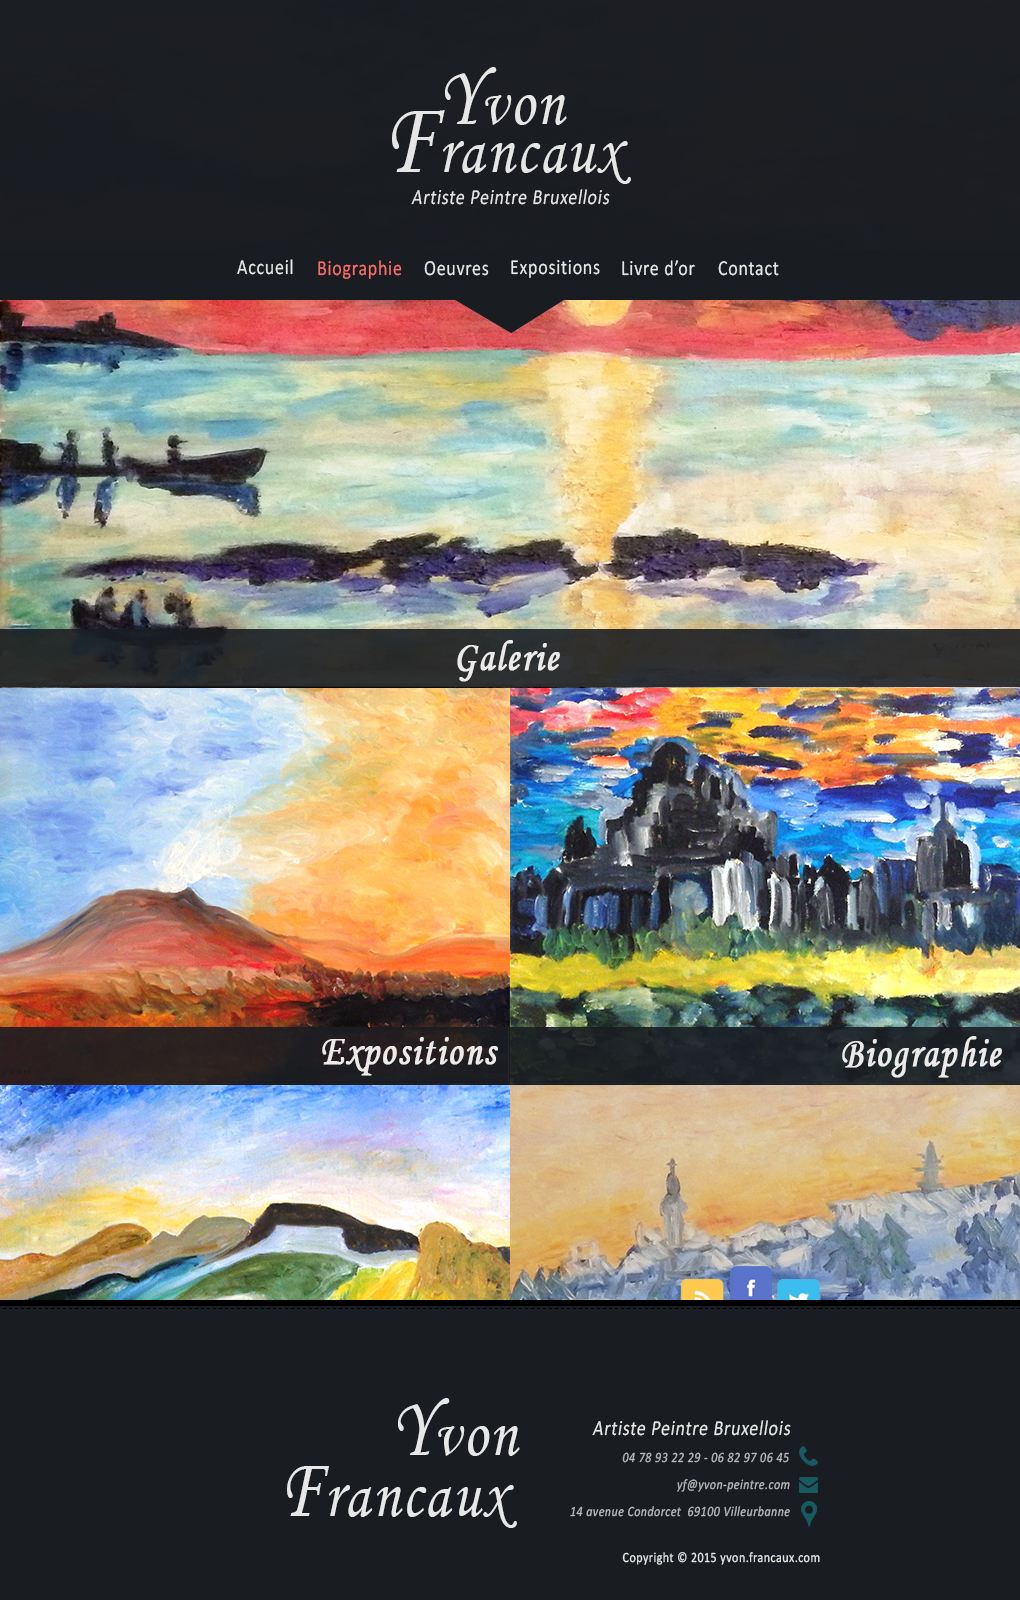 Yvon
Francaux
Artiste Peintre Bruxellois
Accueil Biographie Oeuvres Expositions Livre d'or Contact
Galerie
Expositions
Biographie
f
Yvon
Francaux
Artiste Peintre Bruxellois
04 78 93 22 29 - 06 82 97 06 45
yf@yvon-peintre.com
14 avenue Condorcet 69100 Villeurbanne
Copyright © 2015 yvon.francaux.com